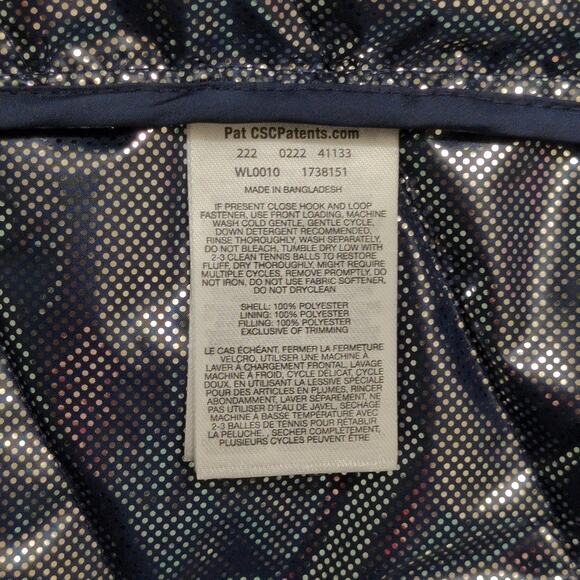 Pat CSCPatents.com
222 0222 41133
WL0010 1738151
MADE IN BANGLADESH
IF PRESENT CLOSE HOOK AND LOOP
FASTENER, USE FRONT LOADING, MACHINE
WASH COLD GENTLE, GENTLE CYCLE,
DOWN DETERGENT RECOMMENDED,
RINSE THOROUGHLY, WASH SEPARATELY,
DO NOT BLEACH, TUMBLE DRY LOW WITH
2-3 CLEAN TENNIS BALLS TO RESTORE
FLUFF, DRY THOROUGHLY, MIGHT REQUIRE
MULTIPLE CYCLES, REMOVE PROMPTLY, DO
NOT IRON, DO NOT USE FABRIC SOFTENER,
DO NOT DRYCLEAN
SHELL: 100% POLYESTER
LINING: 100% POLYESTER
FILLING: 100% POLYESTER
EXCLUSIVE OF TRIMMING
LE CAS ÉCHÉANT, FERMER LA FERMETURE
VELCRO, UTILISER UNE MACHINE À
LAVER À CHARGEMENT FRONTAL, LAVAGE
MACHINE À FROID, CYCLE DÉLICAT, CYCLE
DOUX, EN UTILISANT LA LESSIVE SPÉCIALE
POUR DES ARTICLES EN PLUMES, RINCER
ABONDAMMENT, LAVER SÉPARÉMENT, NE
PAS UTILISER D'EAU DE JAVEL, SÉCHAGE
MACHINE À BASSE TEMPÉRATURE AVEC
2-3 BALLES DE TENNIS POUR RÉTABLIR
LA PELUCHE., SECHER COMPLÈTEMENT,
PLUSIEURS CYCLES PEUVENT ÊTRE